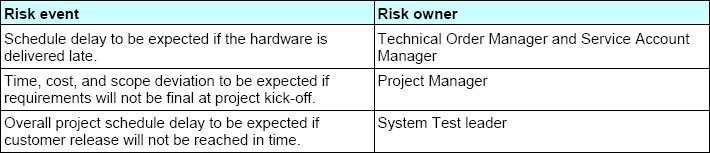 Risk event
Risk owner
Schedule delay to be expected if the hardware is
delivered late.
Technical Order Manager and Service Account
Manager
Time, cost, and scope deviation to be expected if
requirements will not be final at project kick-off.
Project Manager
Overall project schedule delay to be expected if
customer release will not be reached in time.
System Test leader